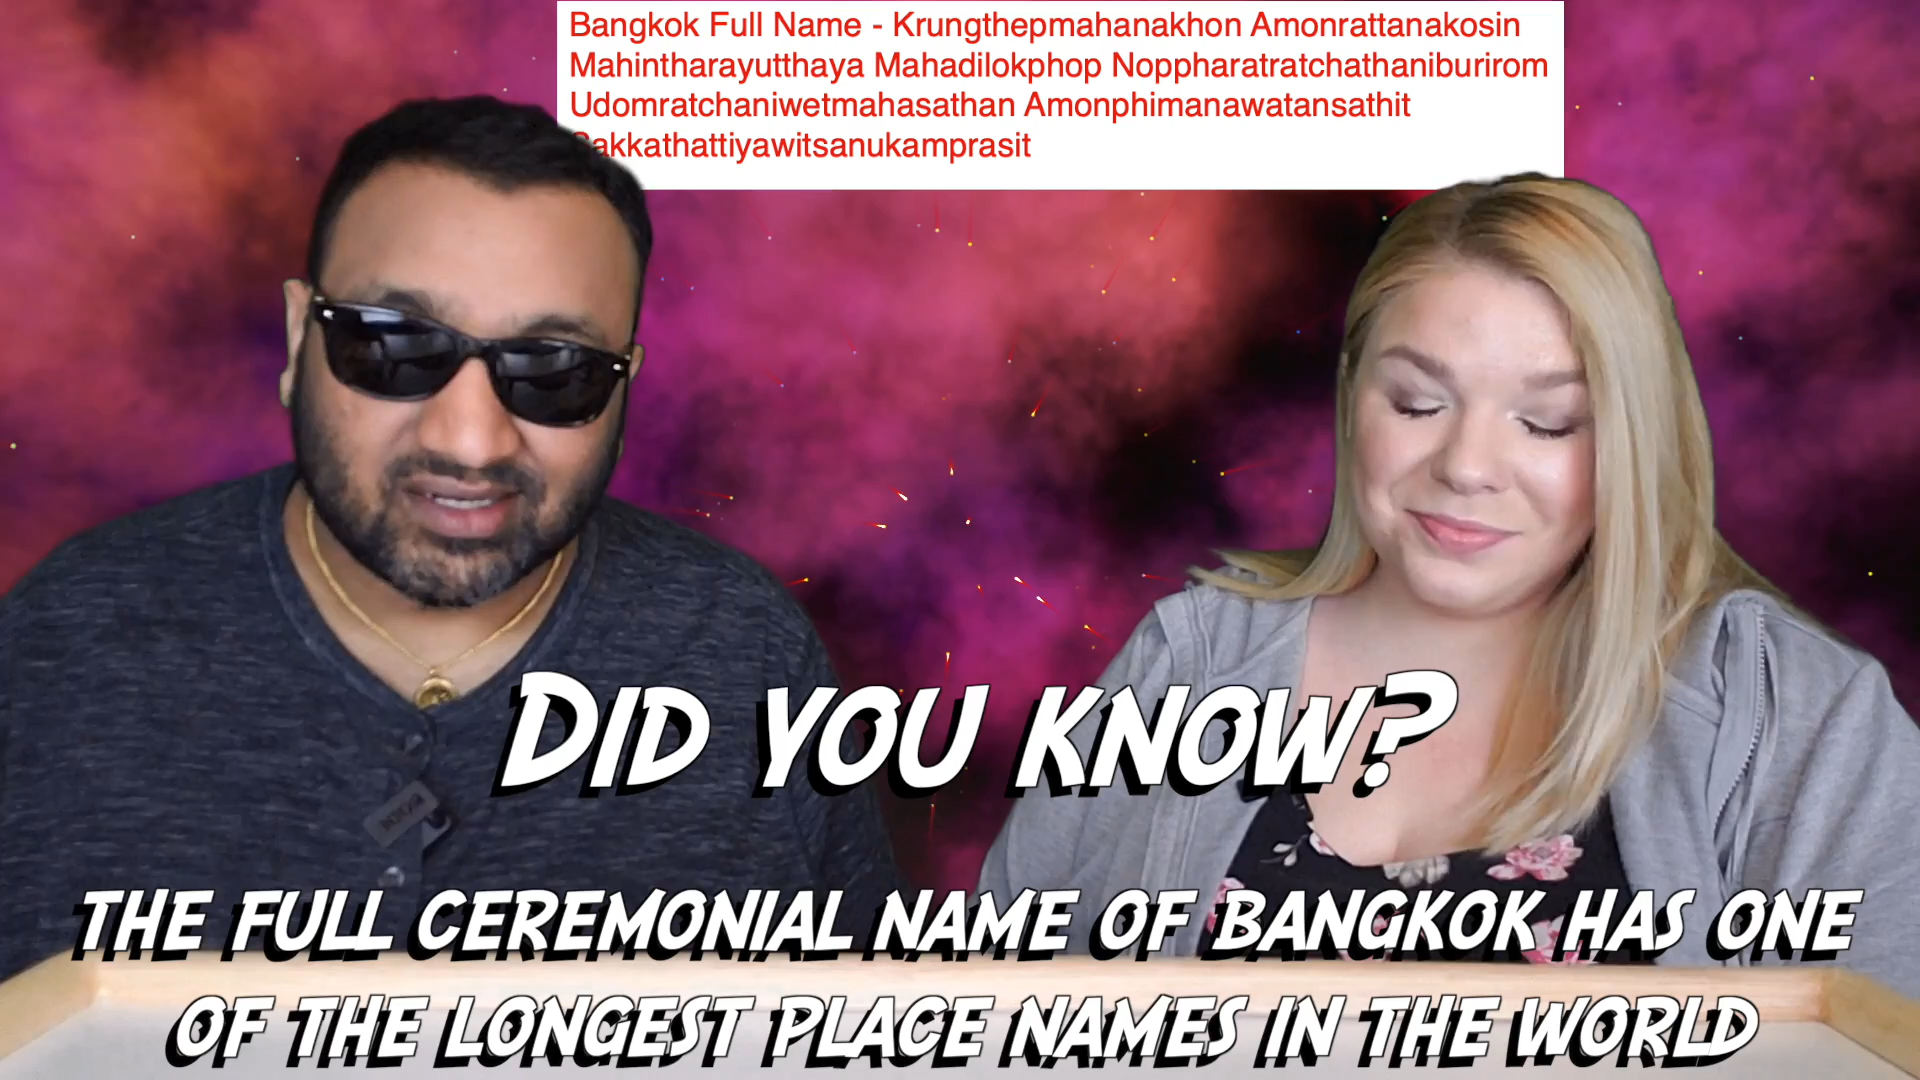 Bangkok Full Name - Krungthepmahanakhon Amonrattanakosin
Mahintharayutthaya Mahadilokphop Noppharatratchathaniburirom
Udomratchaniwetmahasathan Amonphimanawatansathit
Sakkathattiyawitsanukamprasit
DID YOU KNOW?
THE FULL CEREMONIAL NAME OF BANGKOK HAS ONE
OF THE LONGEST PLACE NAMES IN THE WORLD